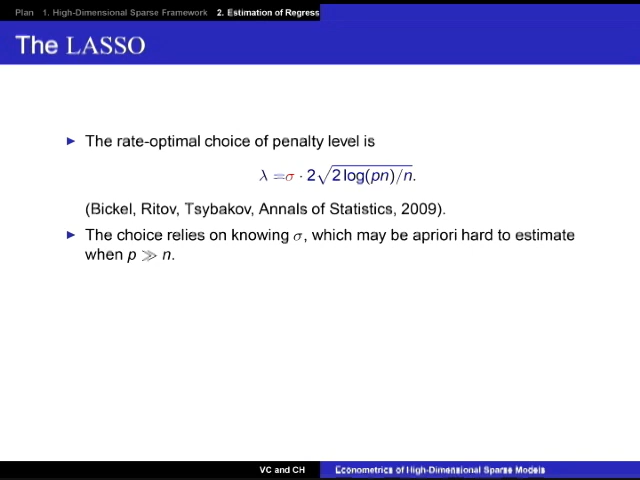 Plan 1. High-Dimensional Sparse Framework 2. Estimation of Regress
The LASSO
▶ The rate-optimal choice of penalty level is
λ =σ · 2√2 log(pn)/n.
(Bickel, Ritov, Tsybakov, Annals of Statistics, 2009).
▶ The choice relies on knowing σ, which may be apriori hard to estimate
when p ≫ n.
VC and CH Econometrics of High-Dimensional Sparse Models